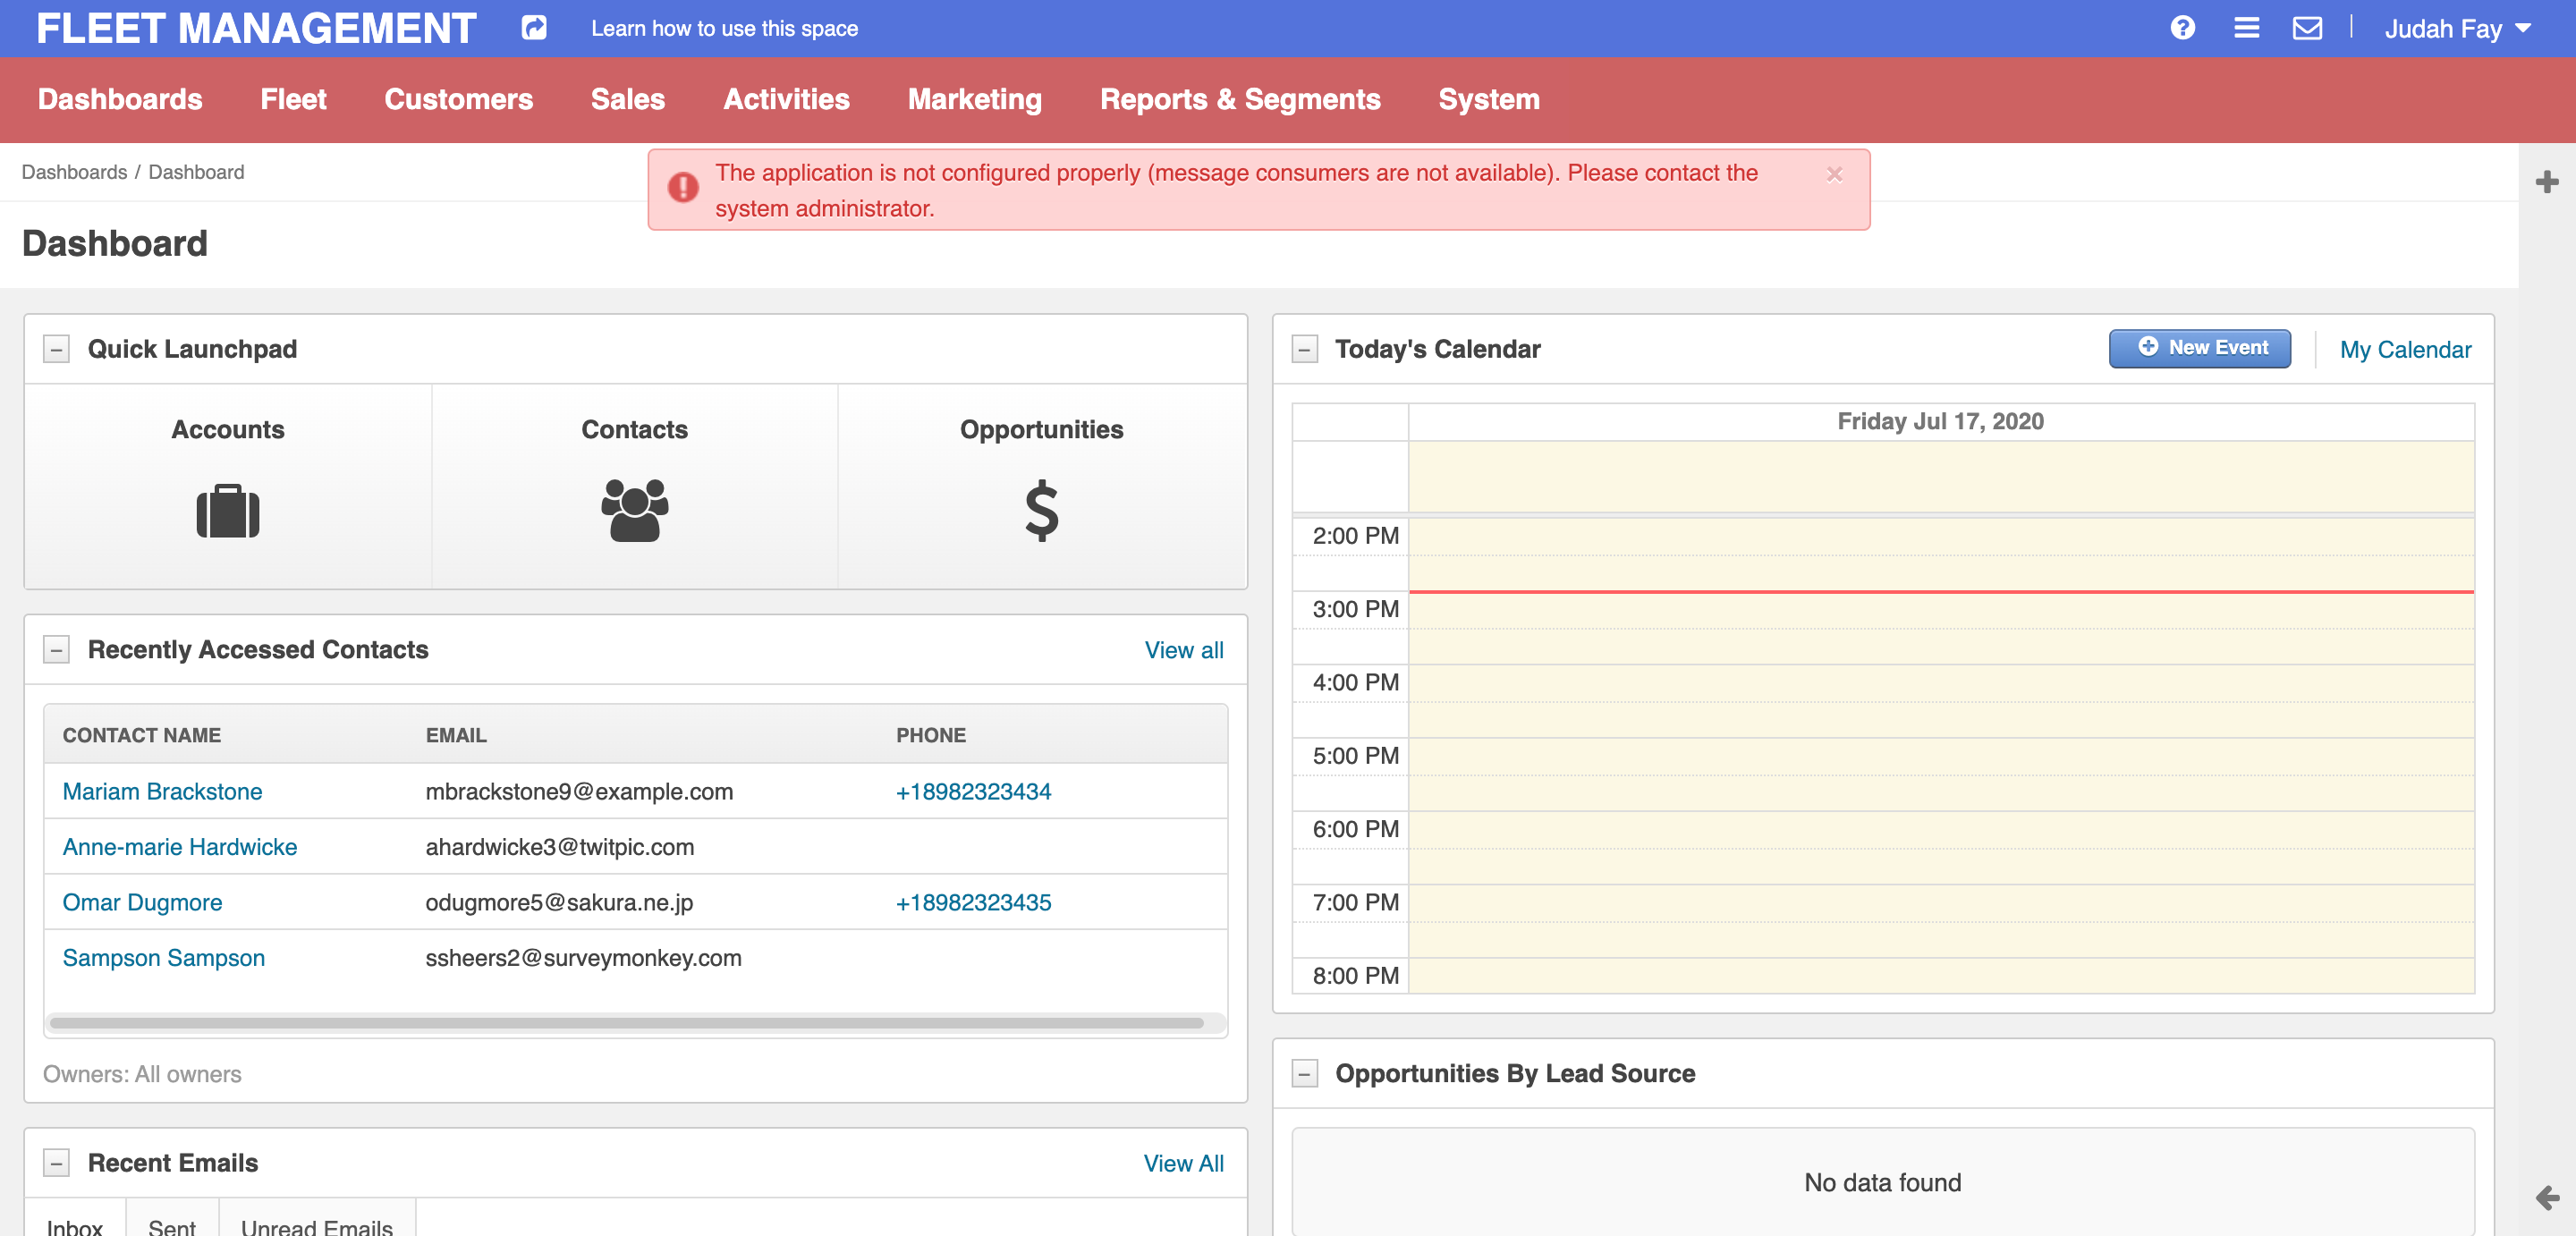 FLEET MANAGEMENT
Learn how to use this space
Judah Fay
Dashboards
Fleet
Customers
Sales
Activities
Marketing
Reports & Segments
System
Dashboards / Dashboard
The application is not configured properly (message consumers are not available). Please contact the
system administrator.
×
Dashboard
Quick Launchpad
Accounts
Contacts
Opportunities
Recently Accessed Contacts
View all
CONTACT NAME EMAIL PHONE
Mariam Brackstone mbrackstone9@example.com +18982323434
Anne-marie Hardwicke ahardwicke3@twitpic.com
Omar Dugmore odugmore5@sakura.ne.jp +18982323435
Sampson Sampson ssheers2@surveymonkey.com
Owners: All owners
Recent Emails
View All
Inbox
Sent
Unread Emails
Today's Calendar
New Event
My Calendar
Friday Jul 17, 2020
2:00 PM
3:00 PM
4:00 PM
5:00 PM
6:00 PM
7:00 PM
8:00 PM
Opportunities By Lead Source
No data found